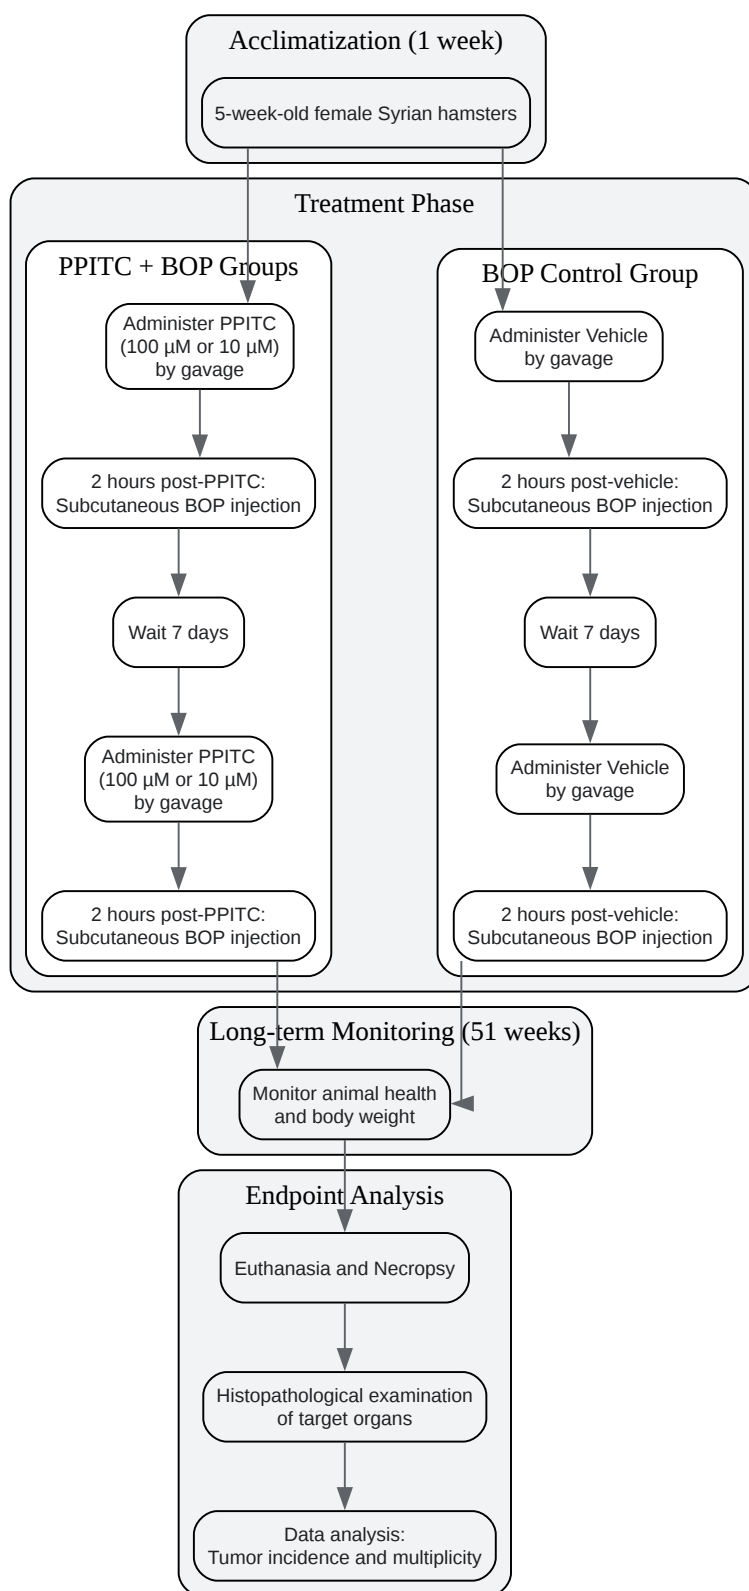 Acclimatization (1 week)
5-week-old female Syrian hamsters
Treatment Phase
PPITC + BOP Groups
Administer PPITC
(100 µM or 10 µM)
by gavage
2 hours post-PPITC:
Subcutaneous BOP injection
Wait 7 days
Administer PPITC
(100 µM or 10 µM)
by gavage
2 hours post-PPITC:
Subcutaneous BOP injection
BOP Control Group
Administer Vehicle
by gavage
2 hours post-vehicle:
Subcutaneous BOP injection
Wait 7 days
Administer Vehicle
by gavage
2 hours post-vehicle:
Subcutaneous BOP injection
Long-term Monitoring (51 weeks)
Monitor animal health
and body weight
Endpoint Analysis
Euthanasia and Necropsy
Histopathological examination
of target organs
Data analysis:
Tumor incidence and multiplicity